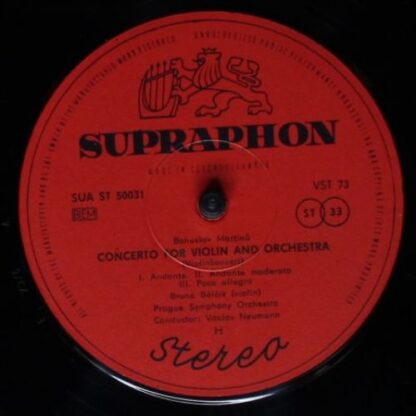 SUPRAPHON
MADE IN CZECHOSLOVAKIA
SUA ST 50031
VST 73
ST 33
Bohuslav Martinů
CONCERTO FOR VIOLIN AND ORCHESTRA
I. Andante. II. Andante moderato
III. Poco allegro
Bruno Bělčík (violin)
Prague Symphony Orchestra
Conductor: Václav Neumann
H
Stereo